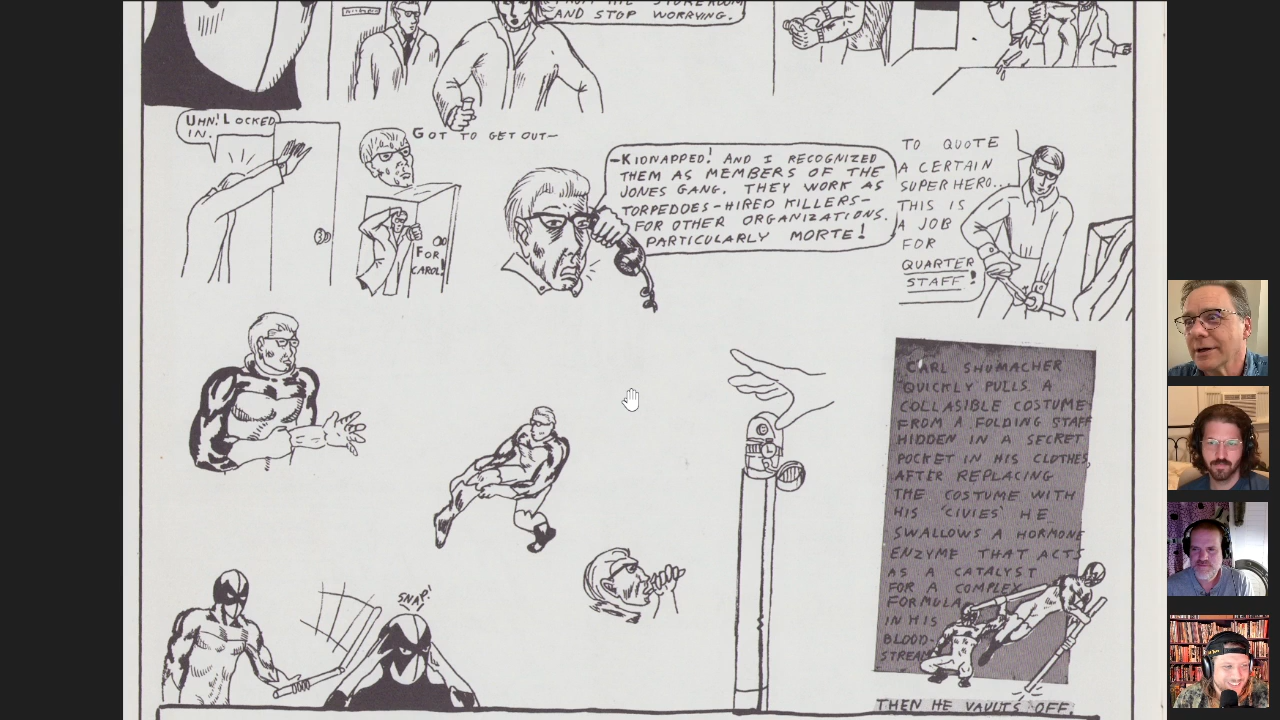 AND STOP WORRYING.
UHN! LOCKED
IN.
GOT TO GET OUT—
FOR
CAROL!
—KIDNAPPED! AND I RECOGNIZED
THEM AS MEMBERS OF THE
JONES GANG. THEY WORK AS
TORPEDOES-HIRED KILLERS-
FOR OTHER ORGANIZATIONS.
PARTICULARLY MORTE!
TO QUOTE
A CERTAIN
SUPER HERO...
THIS IS
A JOB
FOR
QUARTER
STAFF!
CARL SHUMACHER
QUICKLY PULLS A
COLLASIBLE COSTUME
FROM A FOLDING STAFF
HIDDEN IN A SECRET
POCKET IN HIS CLOTHES,
AFTER REPLACING
THE COSTUME WITH
HIS 'CIVIES' HE
SWALLOWS A HORMONE
ENZYME THAT ACTS
AS A CATALYST
FOR A COMPLEX
FORMULA
IN HIS
BLOOD-
STREAM
SNAP!
THEN HE VAULTS OFF.